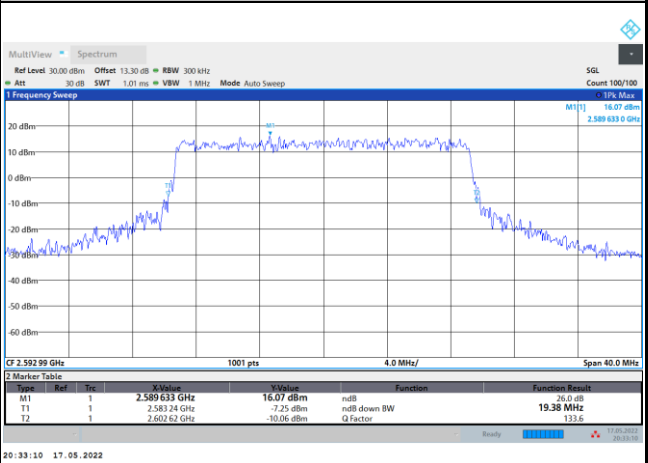 MultiView Spectrum
Ref Level 30.00 dBm Offset 13.30 dB RBW 300 kHz SGL
Att 30 dB SWT 1.01 ms VBW 1 MHz Mode Auto Sweep Count 100/100
1 Frequency Sweep 1Pk Max
M1[1] 16.07 dBm
2.589 633 0 GHz
20 dBm
M1
10 dBm
0 dBm
T1
-10 dBm
-20 dBm
-30 dBm
-40 dBm
-50 dBm
-60 dBm
CF 2.592 99 GHz 1001 pts 4.0 MHz/ Span 40.0 MHz
2 Marker Table
Type Ref Trc X-Value Y-Value Function Function Result
M1 1 2.589 633 GHz 16.07 dBm ndB 26.0 dB
T1 1 2.583 24 GHz -7.25 dBm ndB down BW 19.38 MHz
T2 1 2.602 62 GHz -10.06 dBm Q Factor 133.6
Ready 17.05.2022
20:33:10
20:33:10 17.05.2022